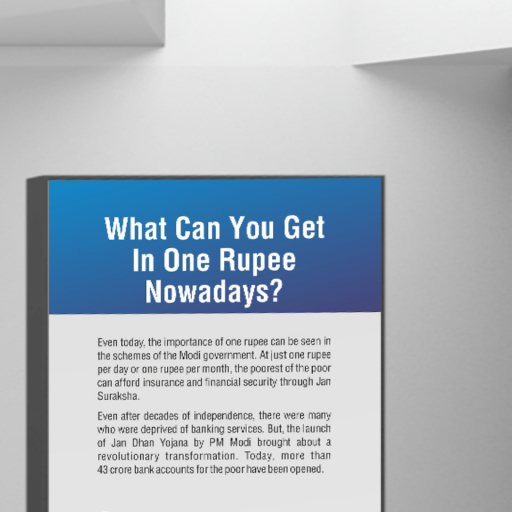 What Can You Get
In One Rupee
Nowadays?
Even today, the importance of one rupee can be seen in
the schemes of the Modi government. At just one rupee
per day or one rupee per month, the poorest of the poor
can afford insurance and financial security through Jan
Suraksha.
Even after decades of independence, there were many
who were deprived of banking services. But, the launch
of Jan Dhan Yojana by PM Modi brought about a
revolutionary transformation. Today, more than
43 crore bank accounts for the poor have been opened.